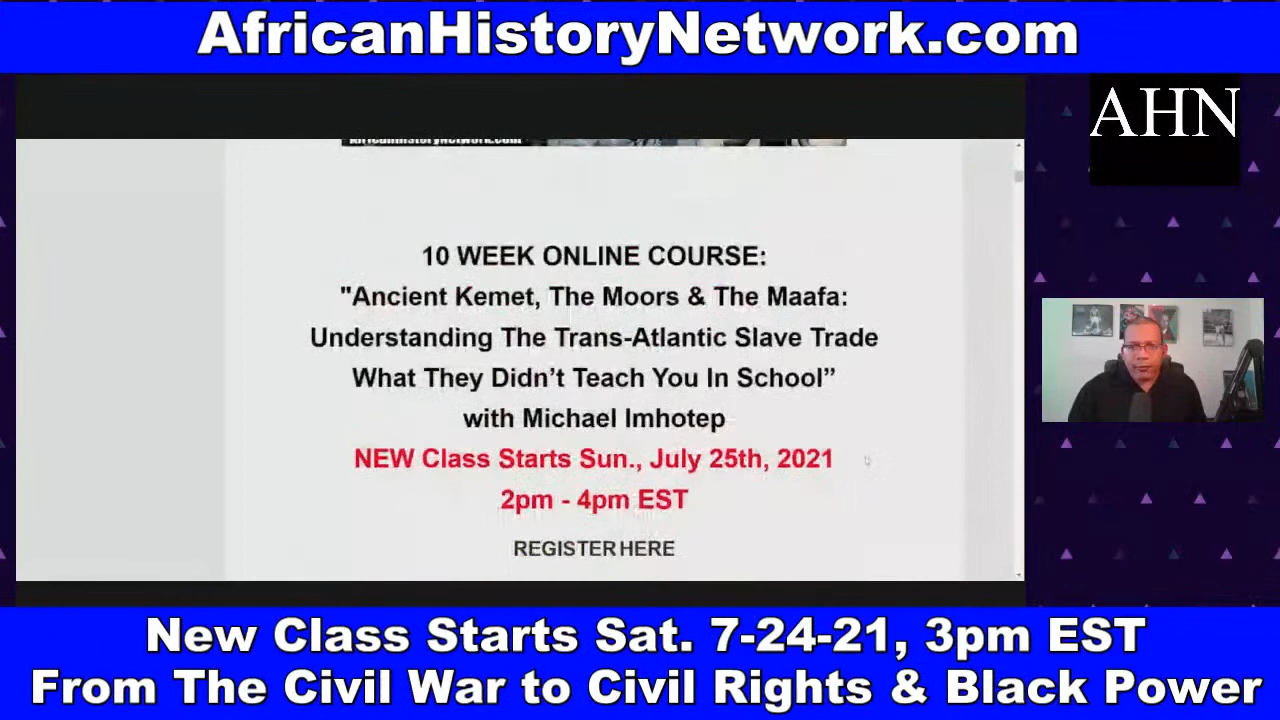 AfricanHistoryNetwork.com
AHN
AfricanHistoryNetwork.com
10 WEEK ONLINE COURSE:
"Ancient Kemet, The Moors & The Maafa:
Understanding The Trans-Atlantic Slave Trade
What They Didn’t Teach You In School”
with Michael Imhotep
NEW Class Starts Sun., July 25th, 2021
2pm - 4pm EST
REGISTER HERE
New Class Starts Sat. 7-24-21, 3pm EST
From The Civil War to Civil Rights & Black Power